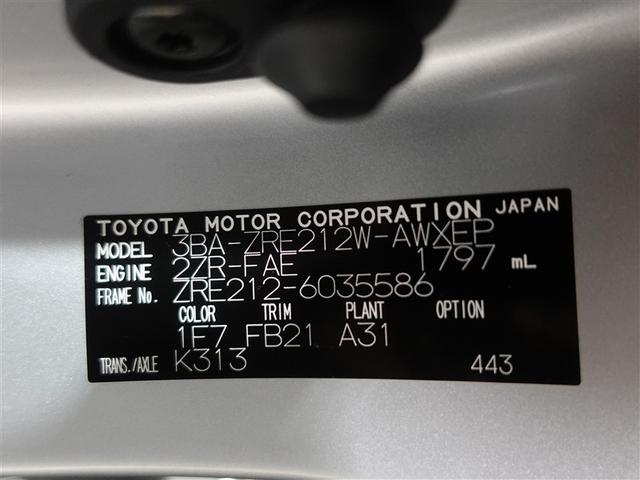 TOYOTA MOTOR CORPORATION JAPAN
MODEL 3BA-ZRE212W-AWXEP
ENGINE 2ZR-FAE 1797 mL
FRAME No. ZRE212-6035586
COLOR TRIM PLANT OPTION
1E7 FB21 A31
TRANS./AXLE K313 443